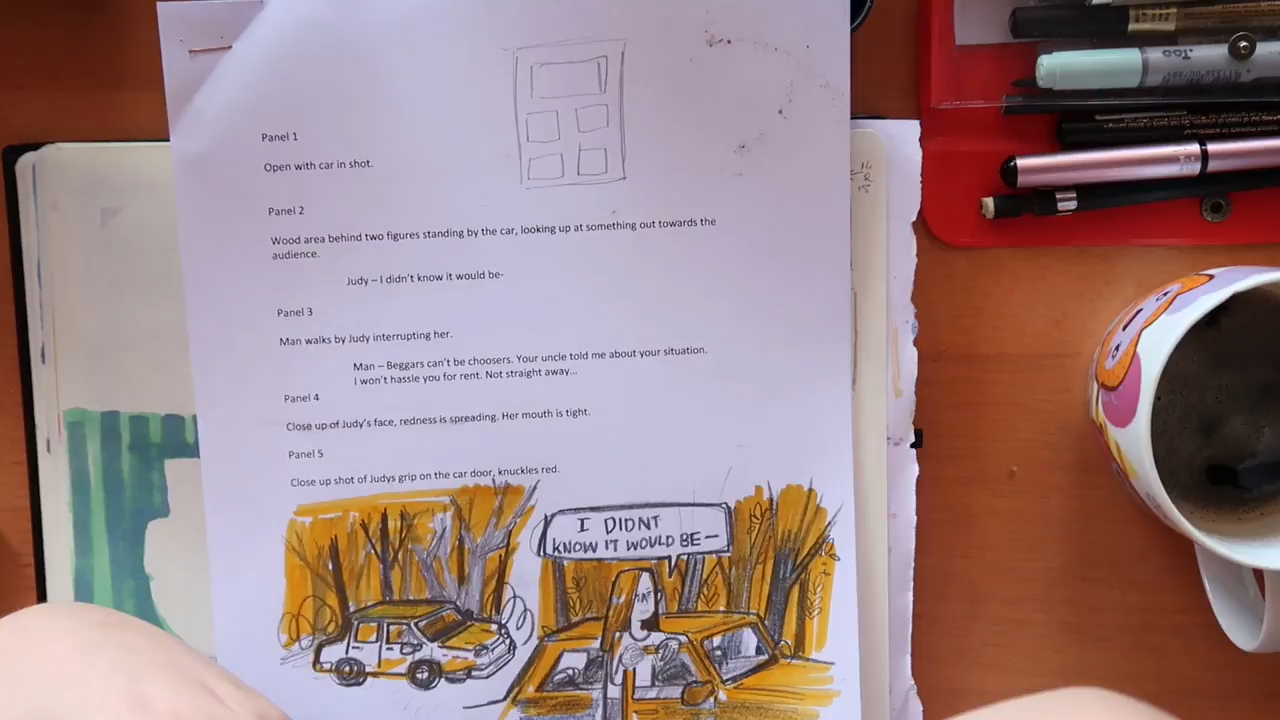 Panel 1
Open with car in shot.
Panel 2
Wood area behind two figures standing by the car, looking up at something out towards the
audience.
Judy – I didn't know it would be-
Panel 3
Man walks by Judy interrupting her.
Man – Beggars can't be choosers. Your uncle told me about your situation.
I won't hassle you for rent. Not straight away...
Panel 4
Close up of Judy's face, redness is spreading. Her mouth is tight.
Panel 5
Close up shot of Judys grip on the car door, knuckles red.
I DIDNT
KNOW IT WOULD BE—